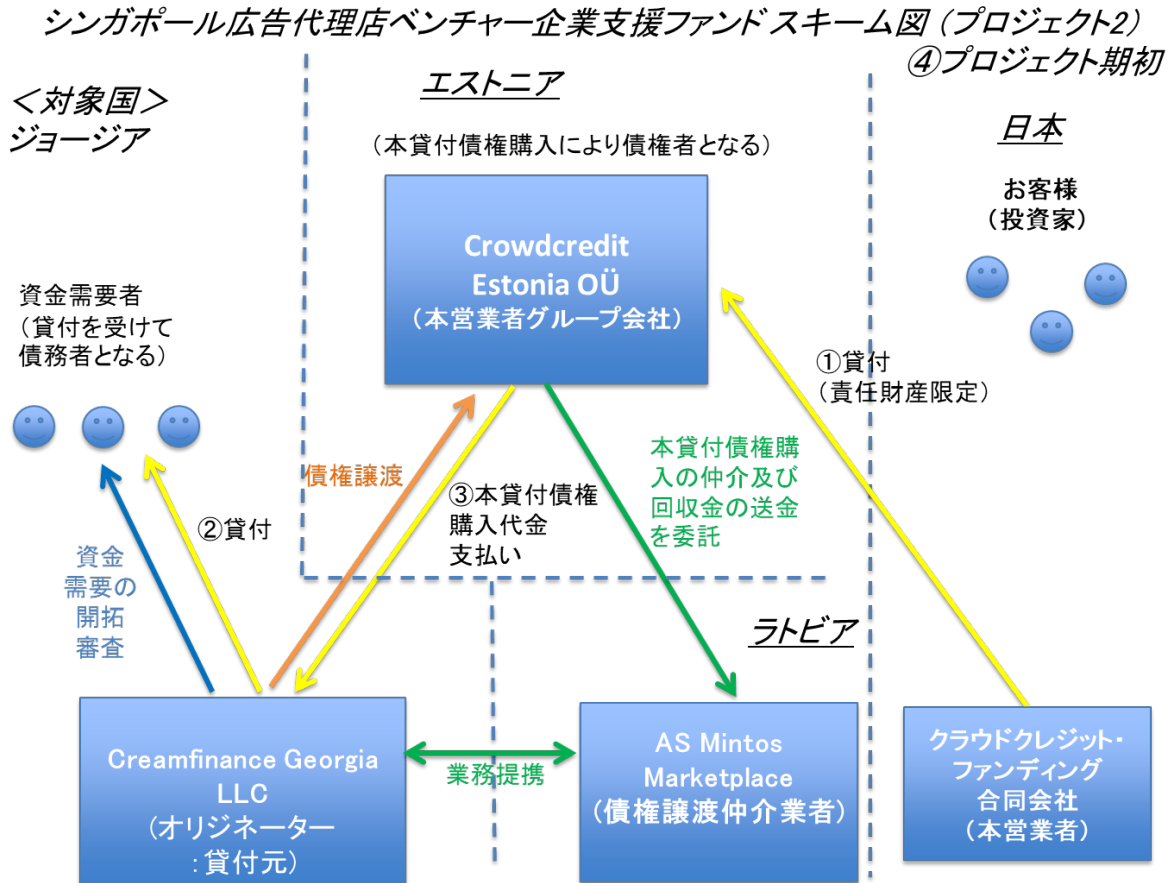 シンガポール広告代理店ベンチャー企業支援ファンド スキーム図（プロジェクト2）
④プロジェクト期初
＜対象国＞
ジョージア
エストニア
（本貸付債権購入により債権者となる）
日本
お客様
（投資家）
Crowdcredit
Estonia OÜ
（本営業者グループ会社）
資金需要者
（貸付を受けて
債務者となる）
①貸付
（責任財産限定）
債権譲渡
③本貸付債権
購入代金
支払い
本貸付債権購
入の仲介及び
回収金の送金
を委託
②貸付
資金
需要の
開拓
審査
ラトビア
Creamfinance Georgia
LLC
（オリジネーター
：貸付元）
業務提携
AS Mintos
Marketplace
（債権譲渡仲介業者）
クラウドクレジット・
ファンディング
合同会社
（本営業者）